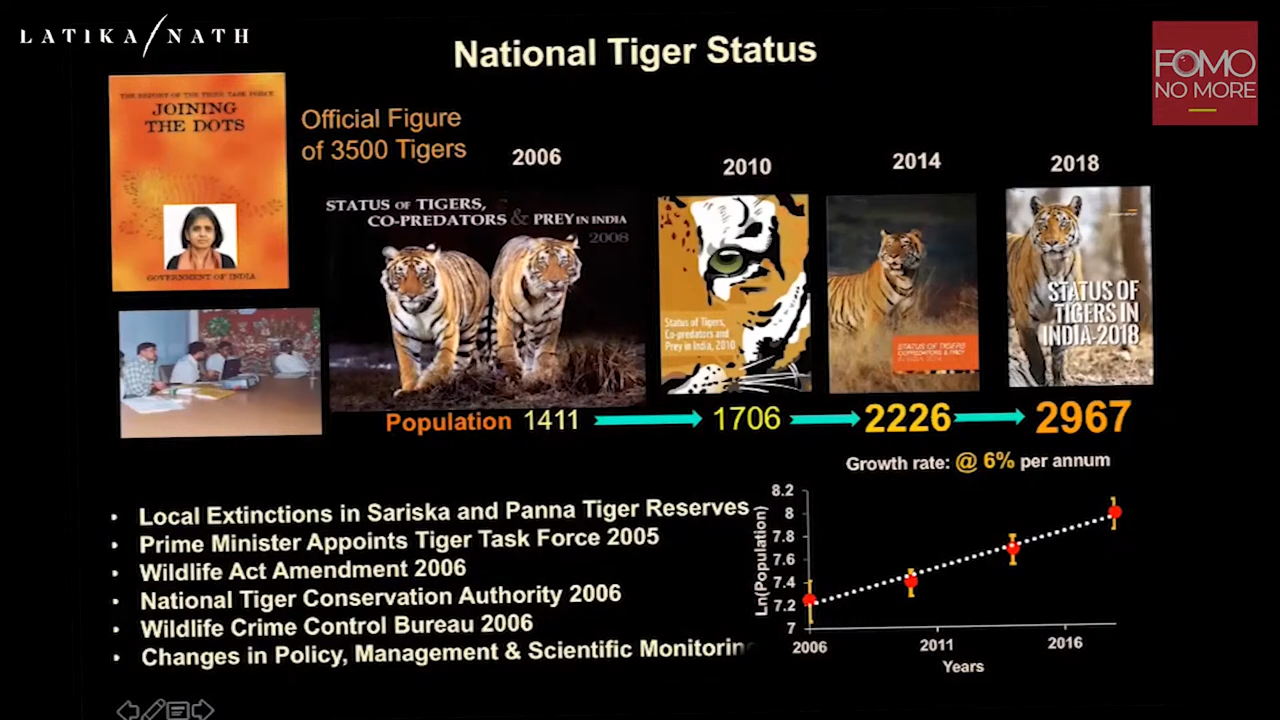 LATIKA/NATH
National Tiger Status
FOMO
NO MORE
THE REPORT OF THE TIGER TASK FORCE
JOINING
THE DOTS
GOVERNMENT OF INDIA
Official Figure
of 3500 Tigers
2006
2010
2014
2018
STATUS OF TIGERS,
CO-PREDATORS & PREY IN INDIA
2008
Status of Tigers,
Co-predators and
Prey in India, 2010
STATUS OF TIGERS
COPREDATORS & PREY
IN INDIA 2014
STATUS OF
TIGERS IN
INDIA-2018
Population 1411 1706 2226 2967
Growth rate: @ 6% per annum
• Local Extinctions in Sariska and Panna Tiger Reserves
• Prime Minister Appoints Tiger Task Force 2005
• Wildlife Act Amendment 2006
• National Tiger Conservation Authority 2006
• Wildlife Crime Control Bureau 2006
• Changes in Policy, Management & Scientific Monitorin
Ln(Population)
8.2
8
7.8
7.6
7.4
7.2
7
2006 2011 2016
Years